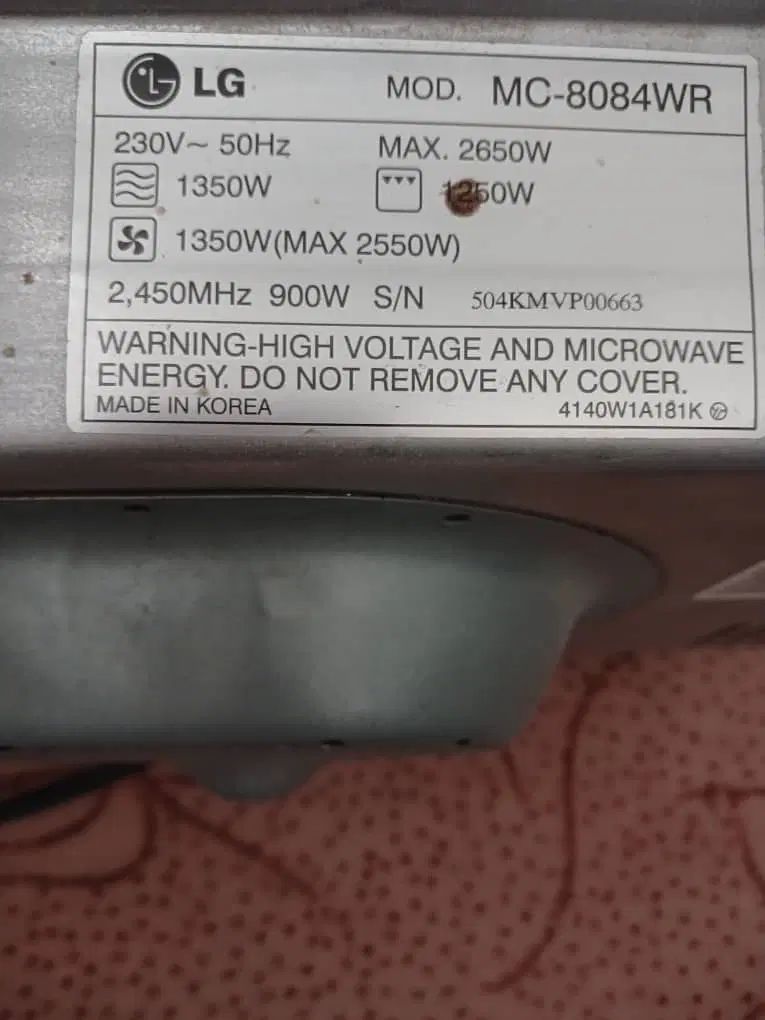 LG MOD. MC-8084WR
230V~ 50Hz MAX. 2650W
1350W 1250W
1350W(MAX 2550W)
2,450MHz 900W S/N 504KMVP00663
WARNING-HIGH VOLTAGE AND MICROWAVE
ENERGY. DO NOT REMOVE ANY COVER.
MADE IN KOREA 4140W1A181K